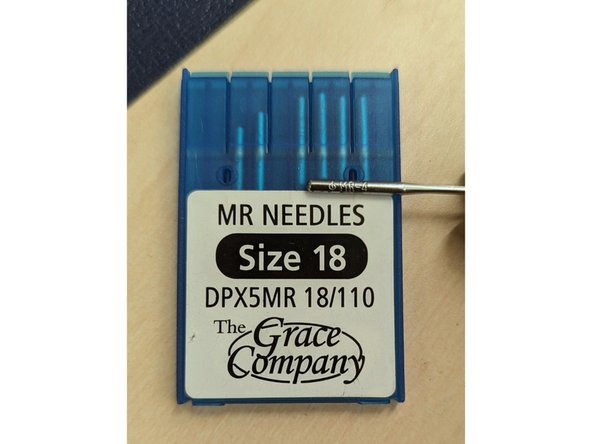 MR NEEDLES
Size 18
DPX5MR 18/110
The Grace
Company